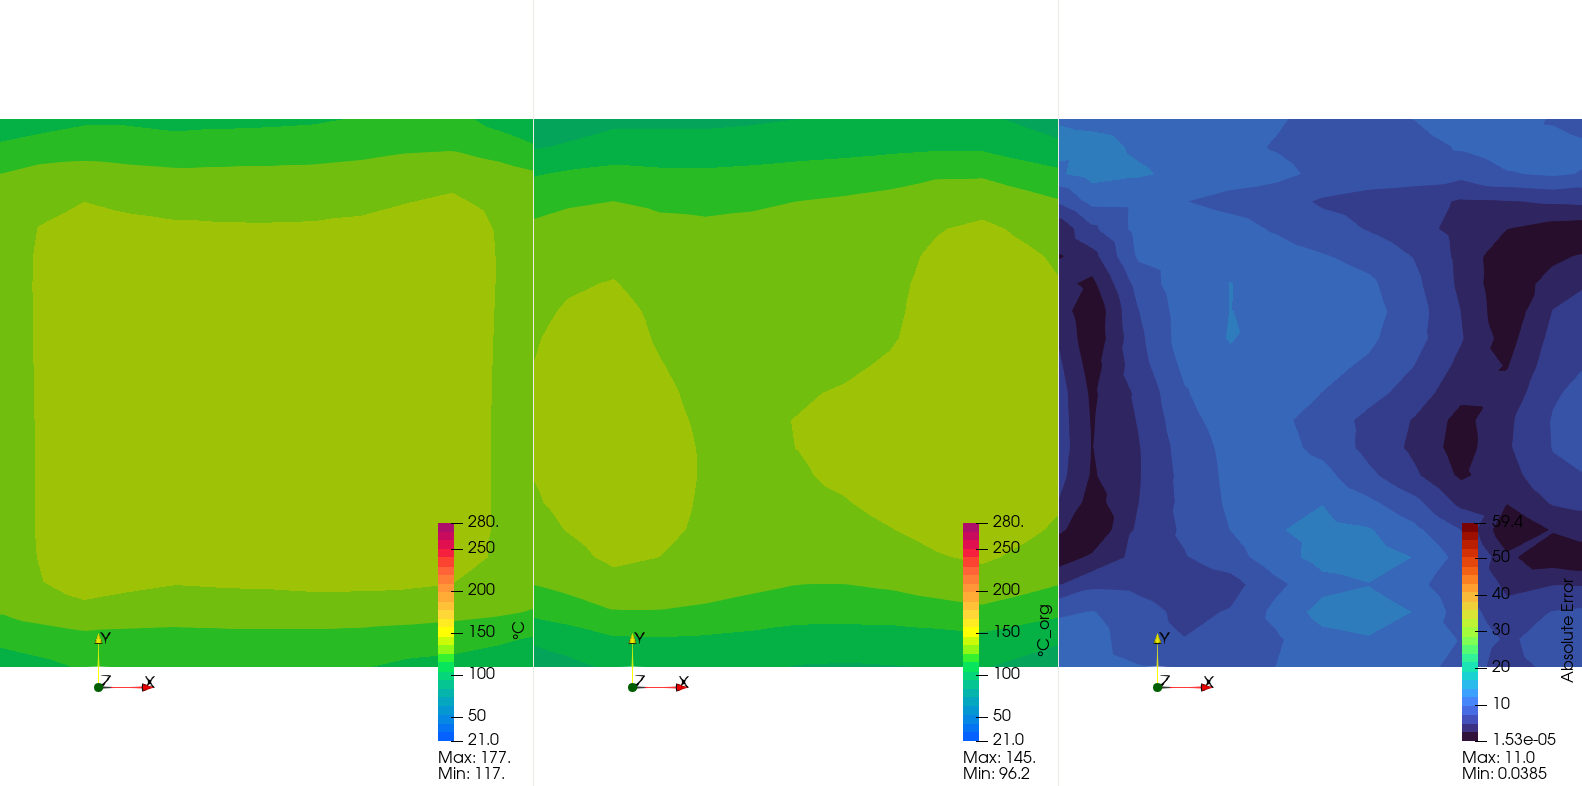 280.
250
200
150
100
50
21.0
°C
Max: 177.
Min: 117.
Y
Z
X
280.
250
200
150
100
50
21.0
°C_org
Max: 145.
Min: 96.2
Y
Z
X
59.4
50
40
30
20
10
1.53e-05
Absolute Error
Max: 11.0
Min: 0.0385
Y
Z
X